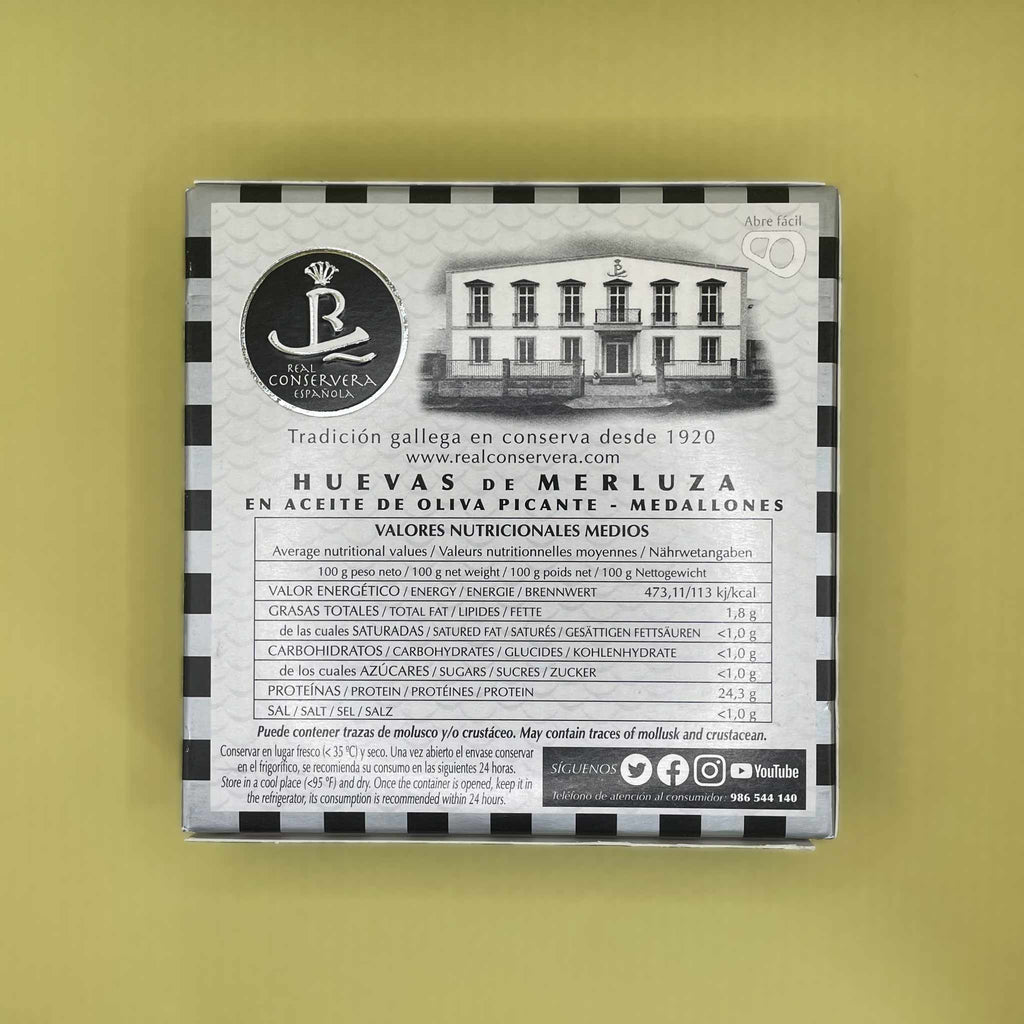 Abre fácil
R
REAL
CONSERVERA
ESPAÑOLA
Tradición gallega en conserva desde 1920
www.realconservera.com
HUEVAS DE MERLUZA
EN ACEITE DE OLIVA PICANTE - MEDALLONES
VALORES NUTRICIONALES MEDIOS
Average nutritional values / Valeurs nutritionnelles moyennes / Nährwetangaben
100 g peso neto / 100 g net weight / 100 g poids net / 100 g Nettogewicht
VALOR ENERGÉTICO / ENERGY / ENERGIE / BRENNWERT 473,11/113 kj/kcal
GRASAS TOTALES / TOTAL FAT / LIPIDES / FETTE 1,8 g
de las cuales SATURADAS / SATURED FAT / SATURÉS / GESÄTTIGEN FETTSÄUREN <1,0 g
CARBOHIDRATOS / CARBOHYDRATES / GLUCIDES / KOHLENHYDRATE <1,0 g
de los cuales AZÚCARES / SUGARS / SUCRES / ZUCKER <1,0 g
PROTEÍNAS / PROTEIN / PROTÉINES / PROTEIN 24,3 g
SAL / SALT / SEL / SALZ <1,0 g
Puede contener trazas de molusco y/o crustáceo. May contain traces of mollusk and crustacean.
Conservar en lugar fresco (< 35 ºC) y seco. Una vez abierto el envase conservar
en el frigorífico, se recomienda su consumo en las siguientes 24 horas.
Store in a cool place (<95 °F) and dry. Once the container is opened, keep it in
the refrigerator, its consumption is recommended within 24 hours.
SÍGUENOS YouTube
Teléfono de atención al consumidor: 986 544 140